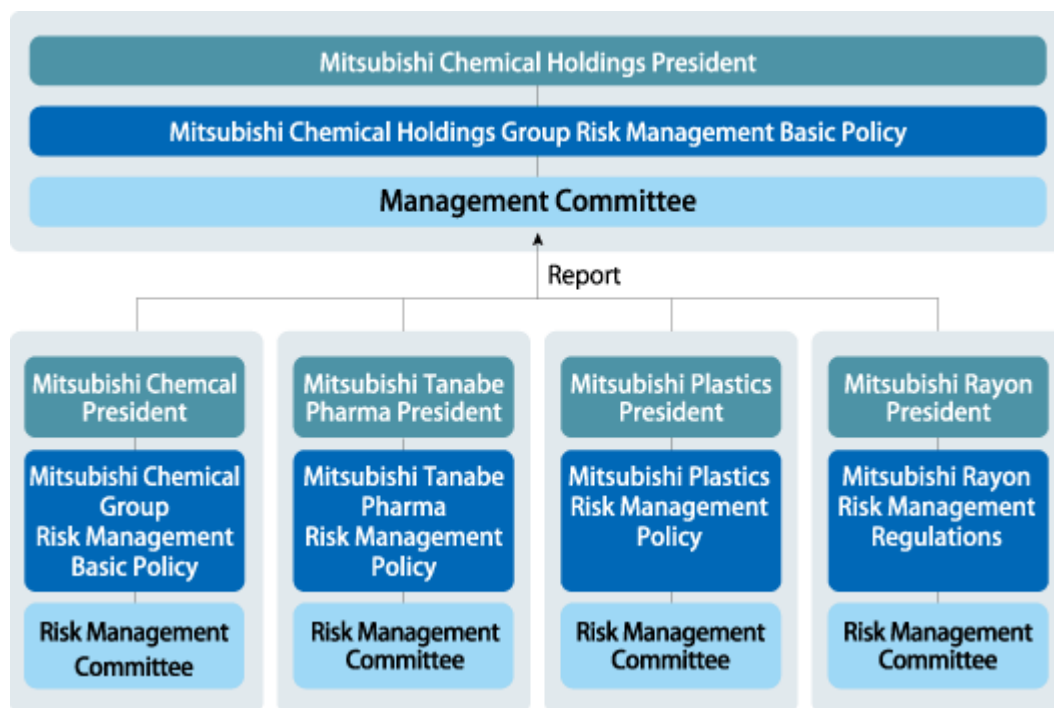 Mitsubishi Chemical Holdings President
Mitsubishi Chemical Holdings Group Risk Management Basic Policy
Management Committee
Report
Mitsubishi Chemcal
President
Mitsubishi Chemical
Group
Risk Management
Basic Policy
Risk Management
Committee
Mitsubishi Tanabe
Pharma President
Mitsubishi Tanabe
Pharma
Risk Management
Policy
Risk Management
Committee
Mitsubishi Plastics
President
Mitsubishi Plastics
Risk Management
Policy
Risk Management
Committee
Mitsubishi Rayon
President
Mitsubishi Rayon
Risk Management
Regulations
Risk Management
Committee